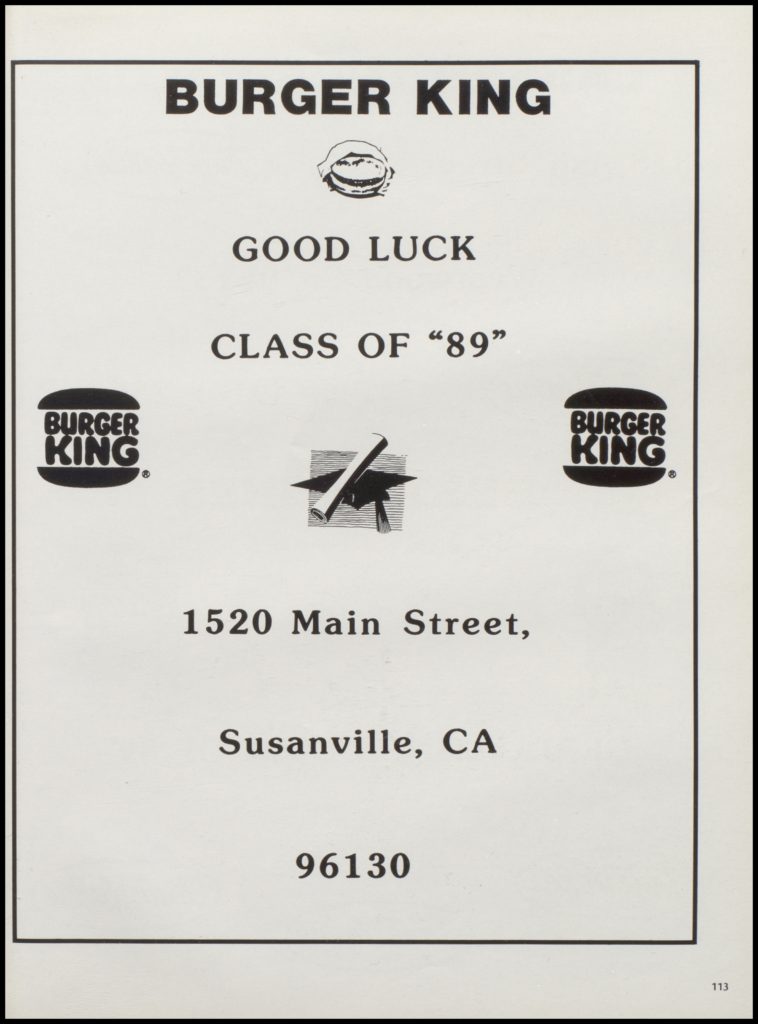 BURGER KING
GOOD LUCK
CLASS OF “89”
BURGER
KING
®
BURGER
KING
®
1520 Main Street,
Susanville, CA
96130
113